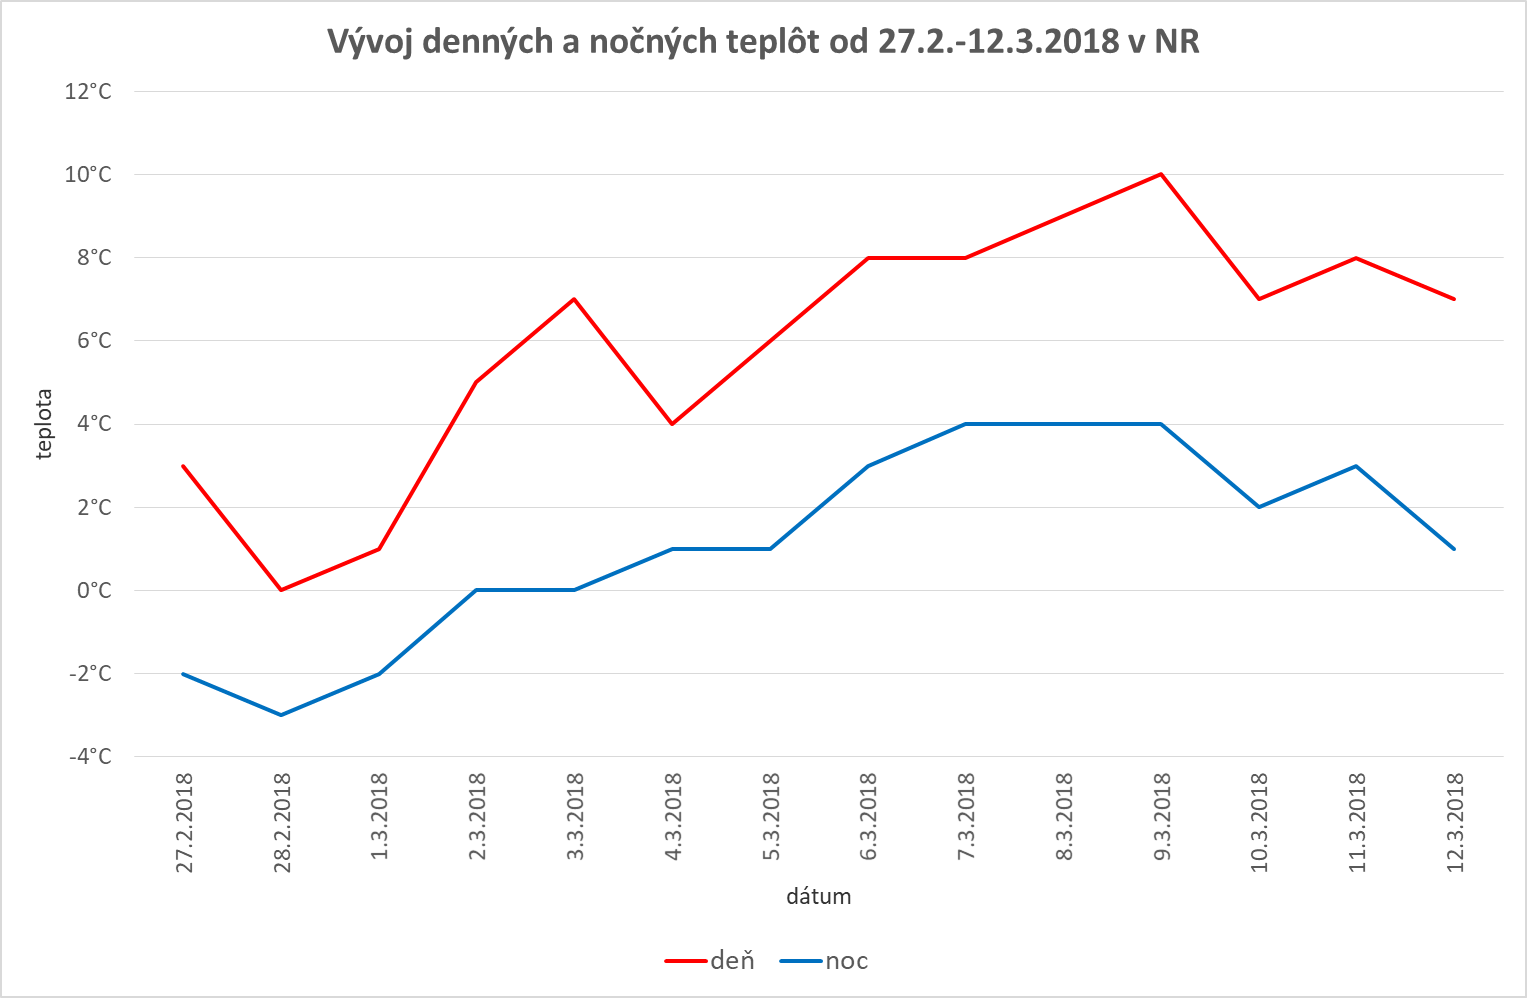 Vývoj denných a nočných teplôt od 27.2.-12.3.2018 v NR
12°C
10°C
8°C
6°C
4°C
2°C
0°C
-2°C
-4°C
teplota
27.2.2018
28.2.2018
1.3.2018
2.3.2018
3.3.2018
4.3.2018
5.3.2018
6.3.2018
7.3.2018
8.3.2018
9.3.2018
10.3.2018
11.3.2018
12.3.2018
dátum
deň
noc